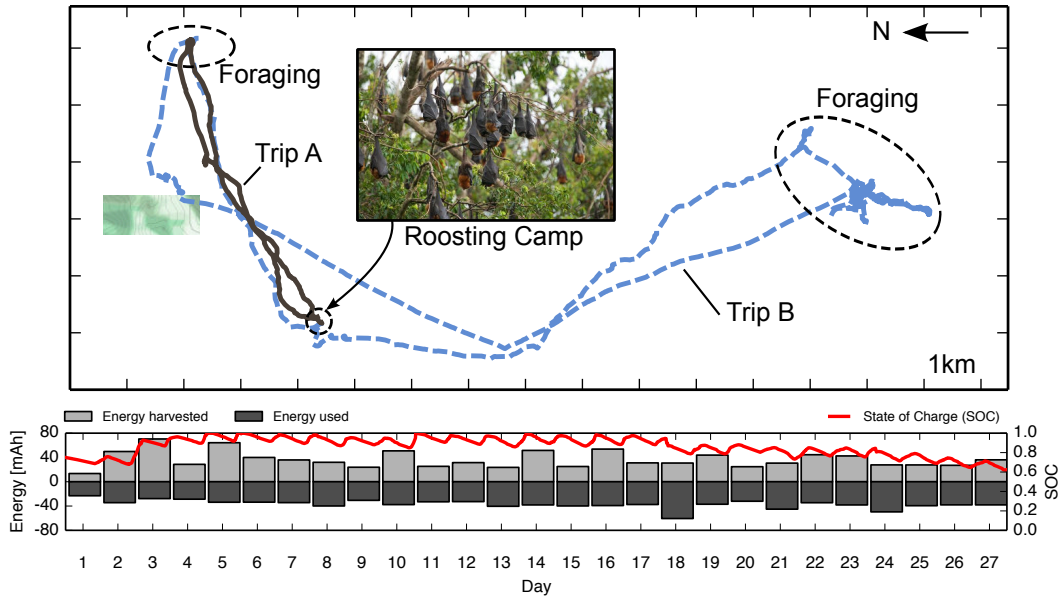 N
Foraging
Foraging
Trip A
Roosting Camp
Trip B
1km
Energy harvested
Energy used
State of Charge (SOC)
Energy [mAh]
80
40
0
-40
-80
1.0
0.8
0.6
0.4
0.2
0.0
SOC
1 2 3 4 5 6 7 8 9 10 11 12 13 14 15 16 17 18 19 20 21 22 23 24 25 26 27
Day